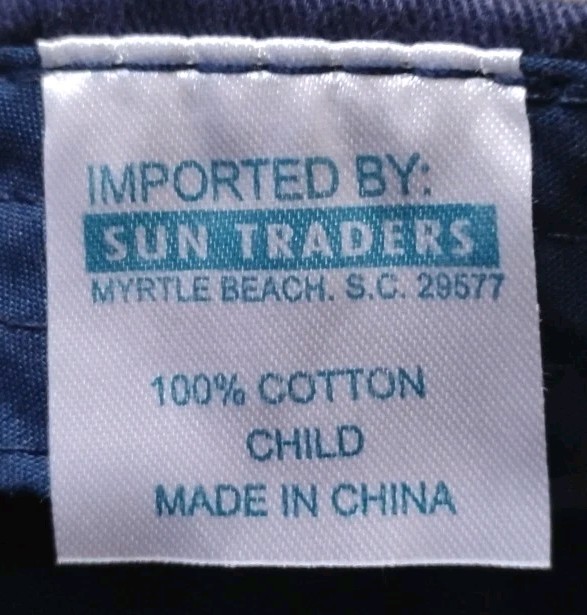 IMPORTED BY:
SUN TRADERS
MYRTLE BEACH. S.C. 29577
100% COTTON
CHILD
MADE IN CHINA